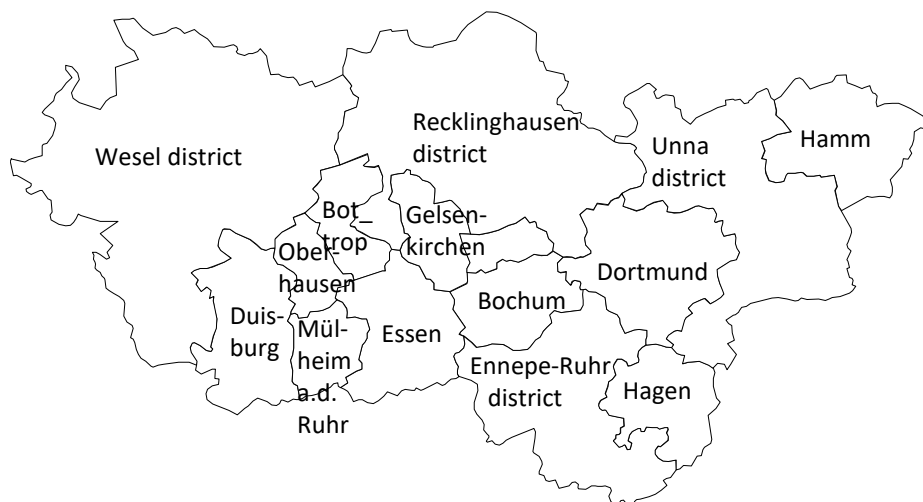 Recklinghausen
district
Wesel district
Unna
district
Hamm
Bot_
trop
Gelsen-
kirchen
Ober-
hausen
Dortmund
Bochum
Duis-
burg
Mül-
heim
a.d.
Ruhr
Essen
Ennepe-Ruhr
district
Hagen